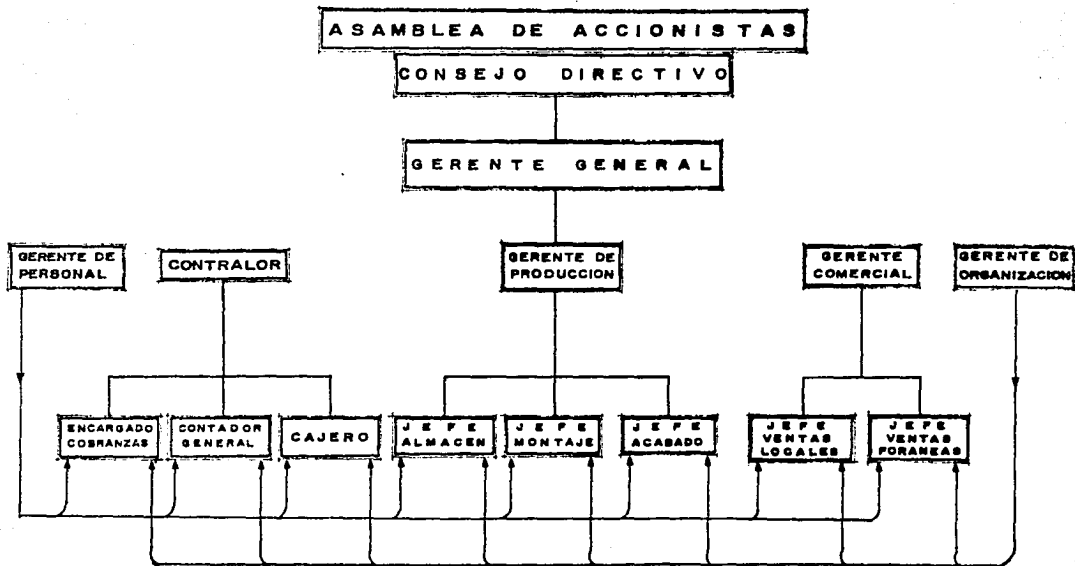 ASAMBLEA DE ACCIONISTAS
CONSEJO DIRECTIVO
GERENTE GENERAL
GERENTE DE
PERSONAL
CONTRALOR
GERENTE DE
PRODUCCION
GERENTE
COMERCIAL
GERENTE DE
ORGANIZACION
ENCARGADO
COBRANZAS
CONTADOR
GENERAL
CAJERO
JEFE
ALMACEN
JEFE
MONTAJE
JEFE
ACABADO
JEFE
VENTAS
LOCALES
JEFE
VENTAS
FORANEAS